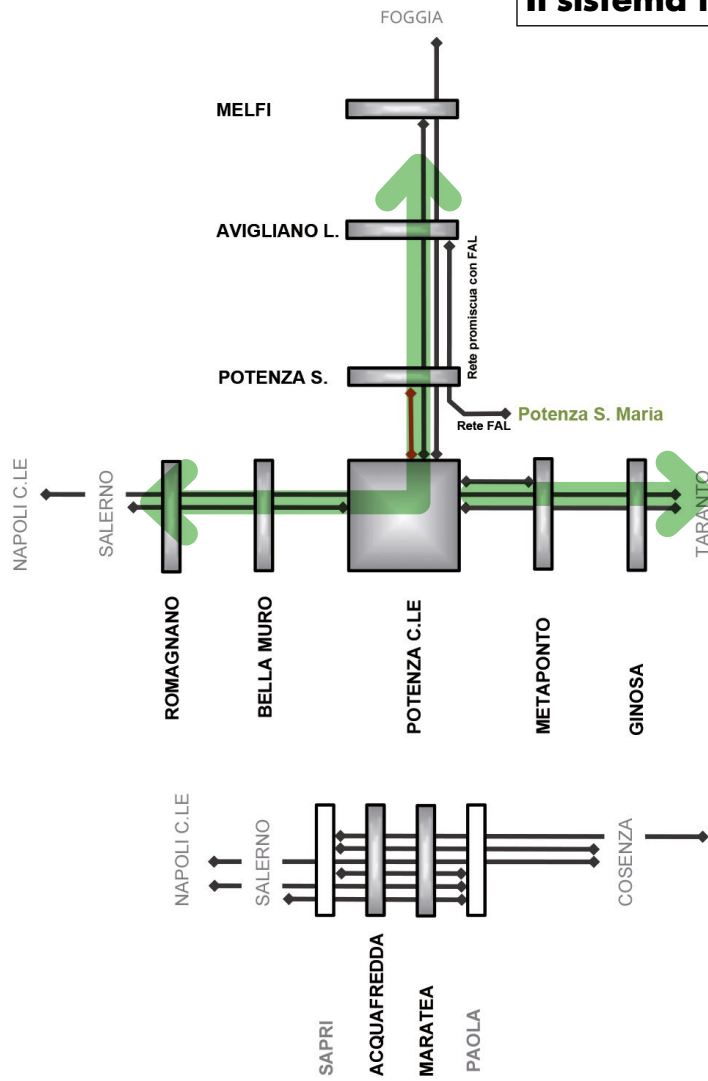 Il sistema
FOGGIA
MELFI
AVIGLIANO L.
Rete promiscua con FAL
POTENZA S.
Potenza S. Maria
Rete FAL
NAPOLI C.LE
SALERNO
TARANTO
ROMAGNANO
BELLA MURO
POTENZA C.LE
METAPONTO
GINOSA
NAPOLI C.LE
SALERNO
COSENZA
SAPRI
ACQUAFREDDA
MARATEA
PAOLA